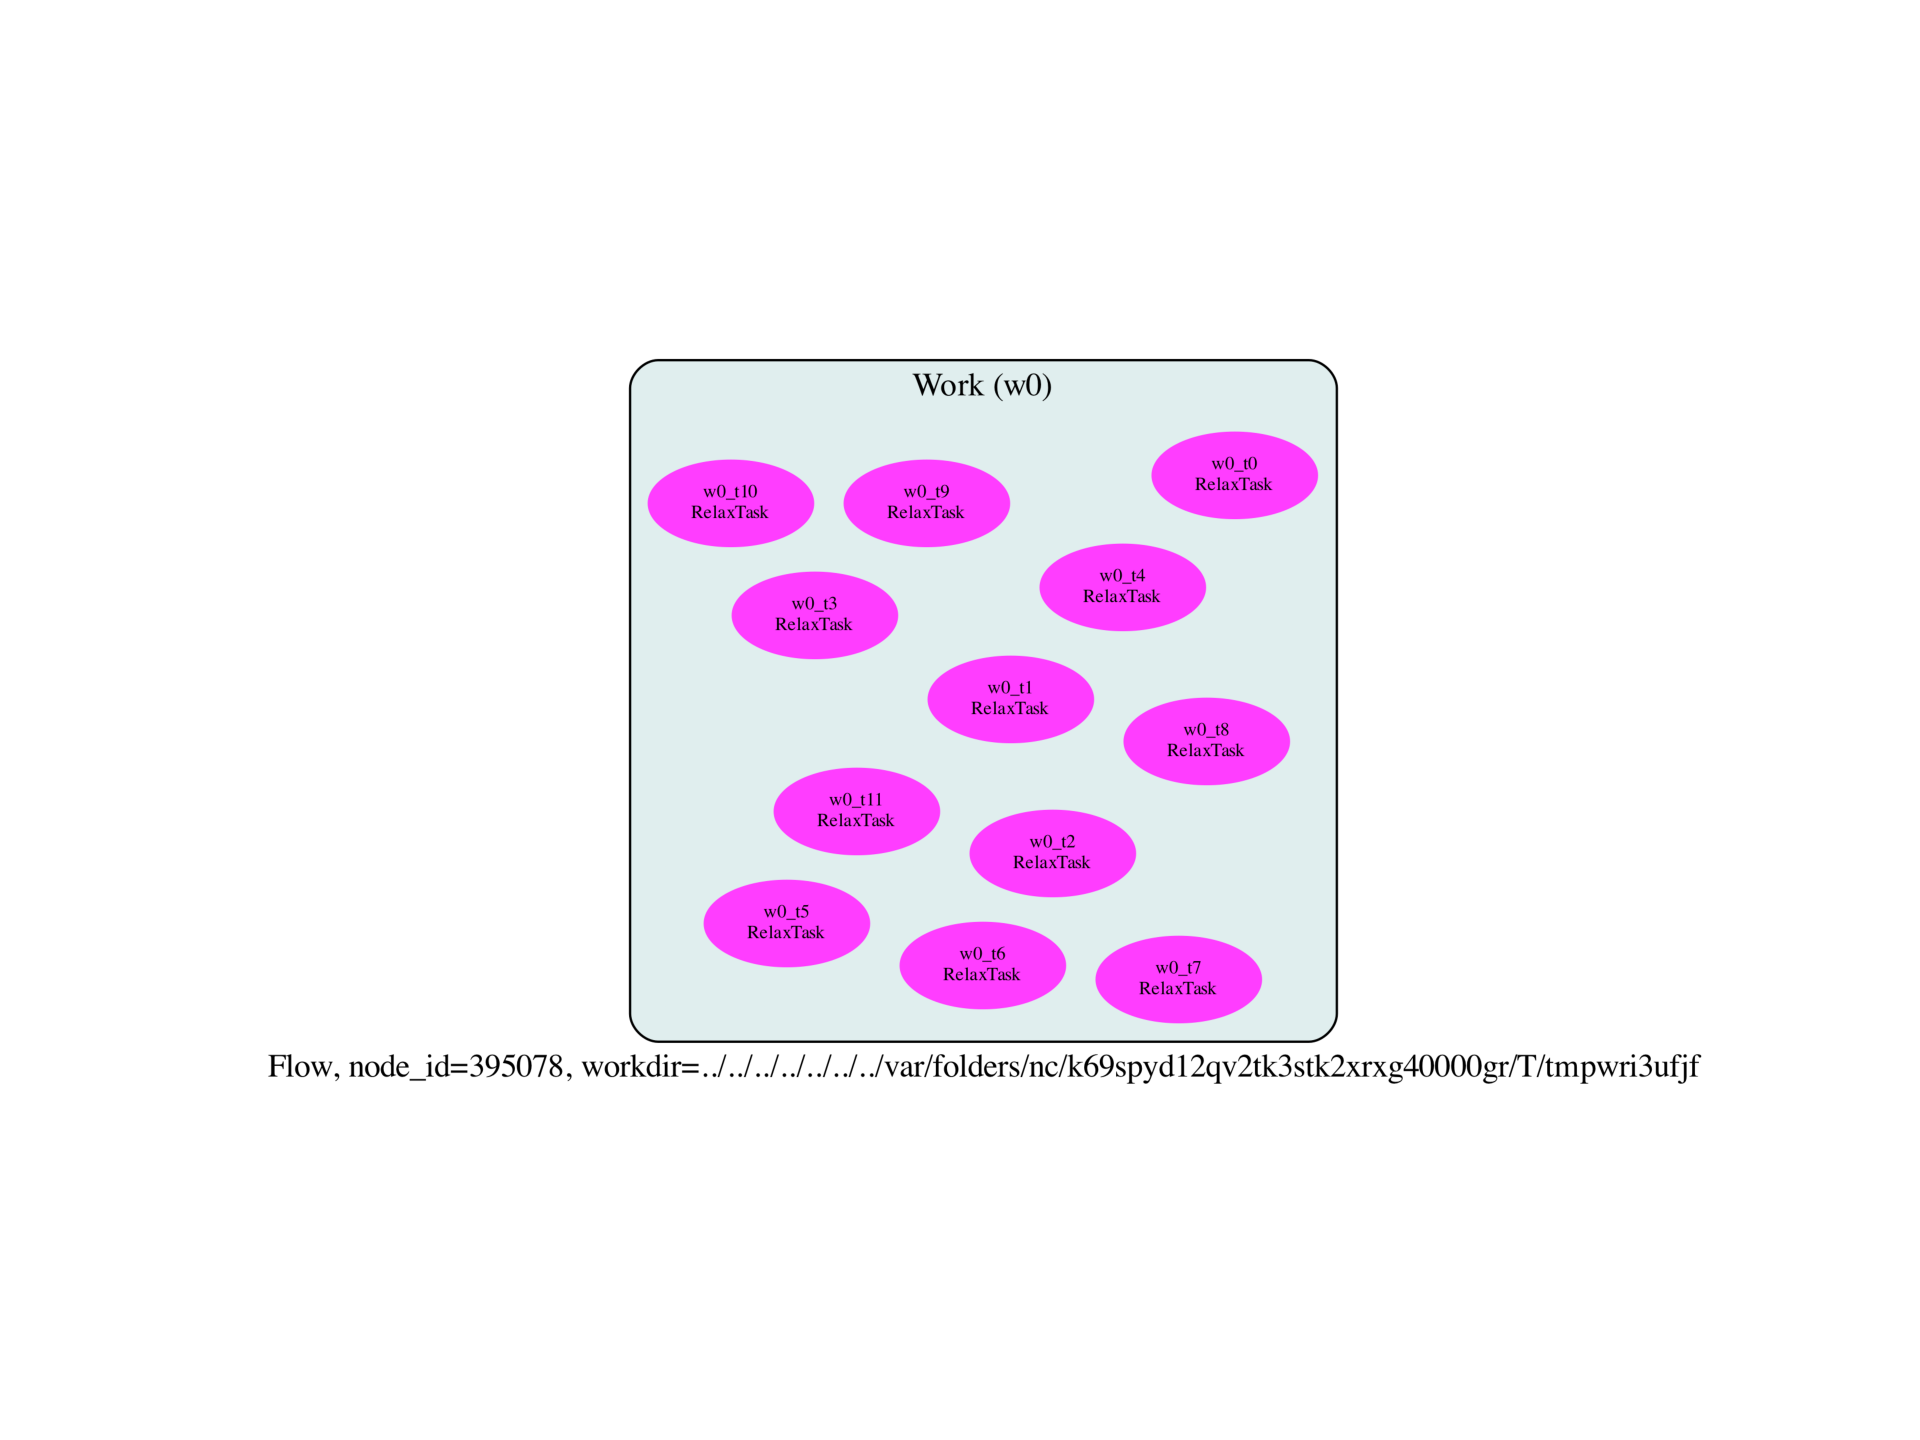 Work (w0)
w0_t0
RelaxTask
w0_t10
RelaxTask
w0_t9
RelaxTask
w0_t4
RelaxTask
w0_t3
RelaxTask
w0_t1
RelaxTask
w0_t8
RelaxTask
w0_t11
RelaxTask
w0_t2
RelaxTask
w0_t5
RelaxTask
w0_t6
RelaxTask
w0_t7
RelaxTask
Flow, node_id=395078, workdir=../../../../../../../var/folders/nc/k69spyd12qv2tk3stk2xrxg40000gr/T/tmpwri3ufjf